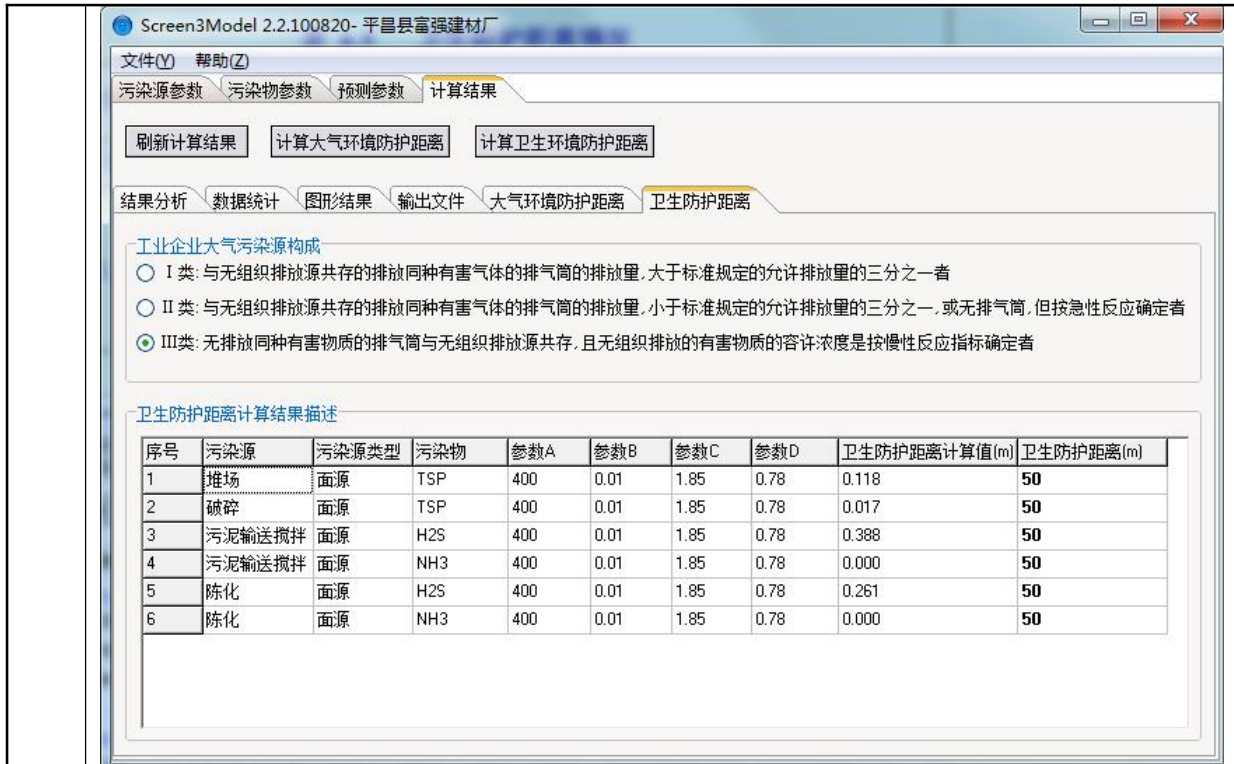 Screen3Model 2.2.100820- 平昌县富强建材厂
文件(Y) 帮助(Z)
污染源参数 污染物参数 预测参数 计算结果
刷新计算结果 计算大气环境防护距离 计算卫生环境防护距离
结果分析 数据统计 图形结果 输出文件 大气环境防护距离 卫生防护距离
工业企业大气污染源构成
I 类: 与无组织排放源共存的排放同种有害气体的排气筒的排放量,大于标准规定的允许排放量的三分之一者
II 类: 与无组织排放源共存的排放同种有害气体的排气筒的排放量,小于标准规定的允许排放量的三分之一,或无排气筒,但按急性反应确定者
III类: 无排放同种有害物质的排气筒与无组织排放源共存,且无组织排放的有害物质的容许浓度是按慢性反应指标确定者
卫生防护距离计算结果描述
序号 污染源 污染源类型 污染物 参数A 参数B 参数C 参数D 卫生防护距离计算值(m) 卫生防护距离(m)
1 堆场 面源 TSP 400 0.01 1.85 0.78 0.118 50
2 破碎 面源 TSP 400 0.01 1.85 0.78 0.017 50
3 污泥输送搅拌 面源 H2S 400 0.01 1.85 0.78 0.388 50
4 污泥输送搅拌 面源 NH3 400 0.01 1.85 0.78 0.000 50
5 陈化 面源 H2S 400 0.01 1.85 0.78 0.261 50
6 陈化 面源 NH3 400 0.01 1.85 0.78 0.000 50